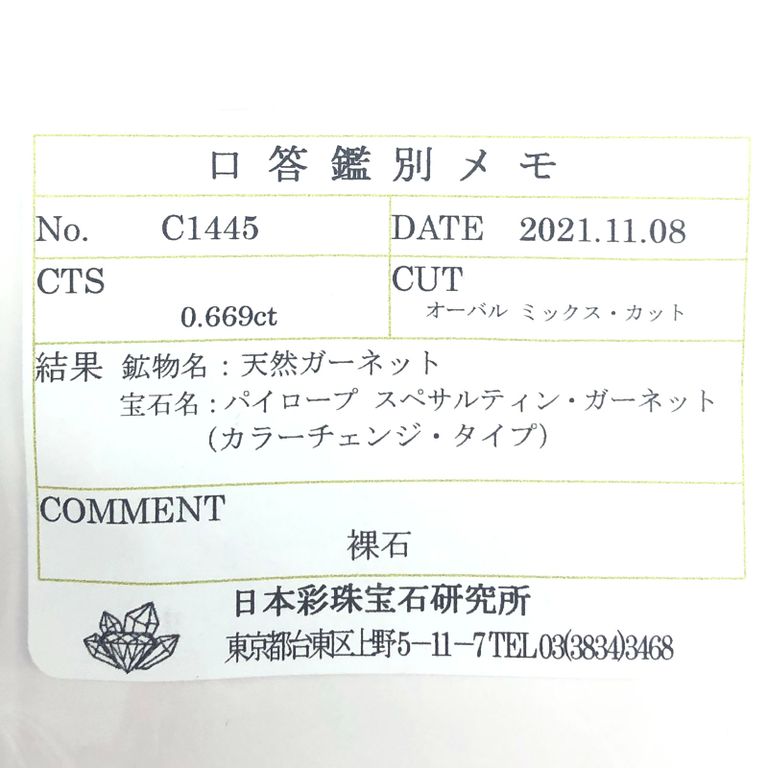 口答鑑別メモ
No. C1445 DATE 2021.11.08
CTS CUT
0.669ct オーバル ミックス・カット
結果 鉱物名：天然ガーネット
宝石名：パイロープ スペサルティン・ガーネット
(カラーチェンジ・タイプ)
COMMENT
裸石
日本彩珠宝石研究所
東京都台東区上野5-11-7 TEL 03(3834)3468